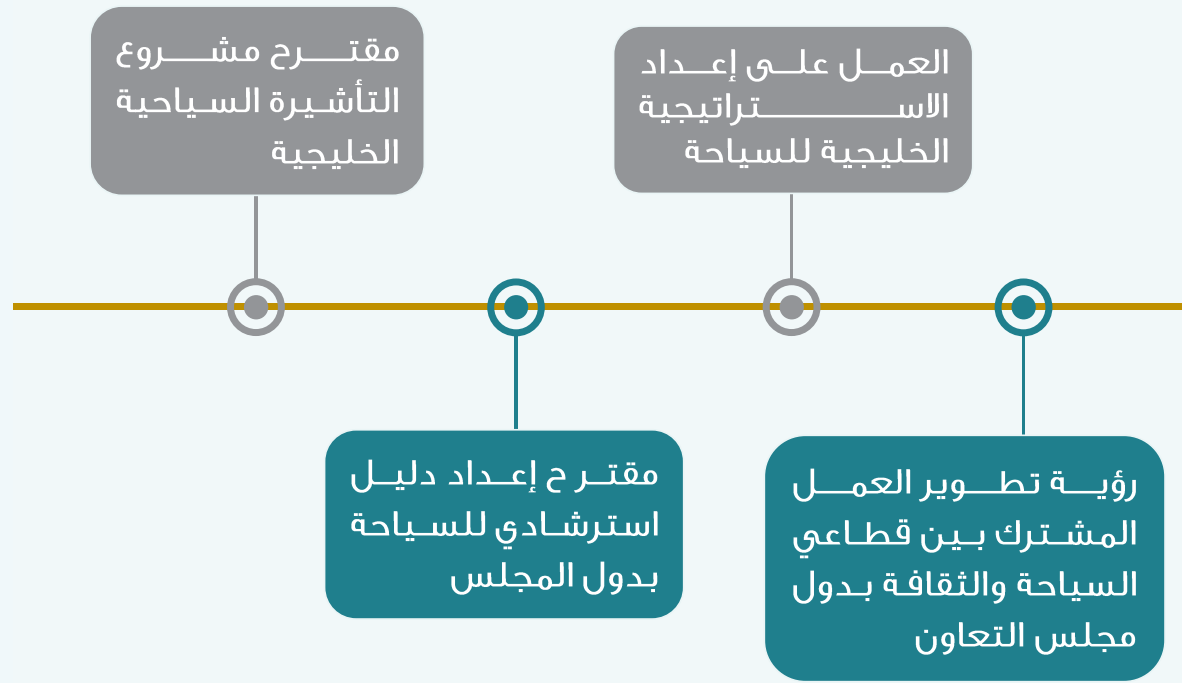 العمل على إعداد
الاستراتيجية
الخليجية للسياحة
مقترح مشروع
التأشيرة السياحية
الخليجية
رؤية تطوير العمل
المشترك بين قطاعي
السياحة والثقافة بدول
مجلس التعاون
مقترح إعداد دليل
استرشادي للسياحة
بدول المجلس